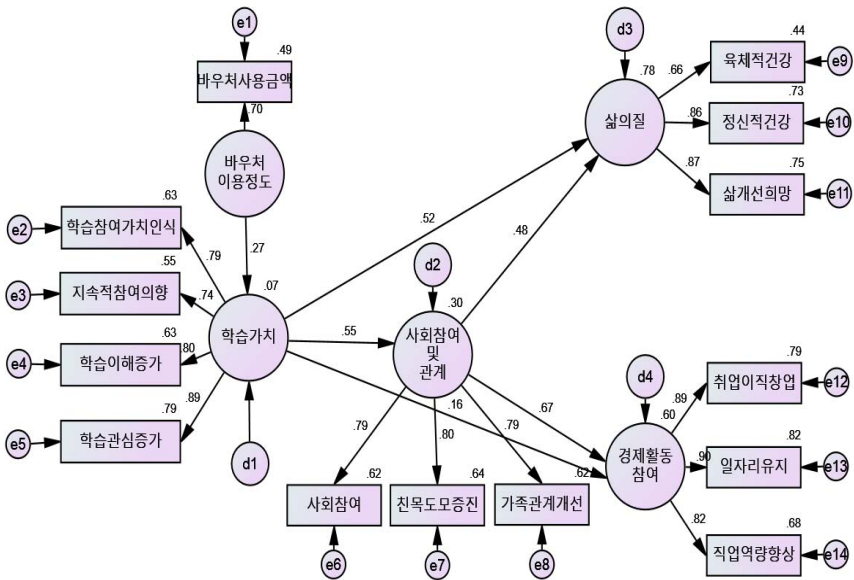 e1
.49
바우처사용금액
.70
바우처
이용정도
.27
.63
e2
학습참여가치인식
.79
.55
e3
지속적참여의향
.74
.63
e4
학습이해증가
.80
.79
e5
학습관심증가
.89
.07
학습가치
d1
.52
.55
.16
d2
.30
사회참여
및
관계
.48
.67
.79
.80
.79
.62
사회참여
e6
.64
친목도모증진
e7
.62
가족관계개선
e8
d3
.78
삶의질
.66
.44
육체적건강
e9
.86
.73
정신적건강
e10
.87
.75
삶개선희망
e11
d4
.60
경제활동
참여
.89
.79
취업이직창업
e12
.90
.82
일자리유지
e13
.82
.68
직업역량향상
e14